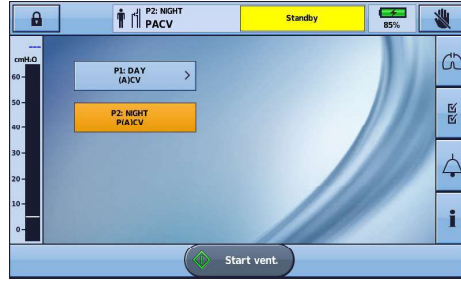 P2: NIGHT
PACV
Standby
85%
---
cmH2O
60
50
40
30
20
10
0
P1: DAY
(A)CV
P2: NIGHT
P(A)CV
Start vent.